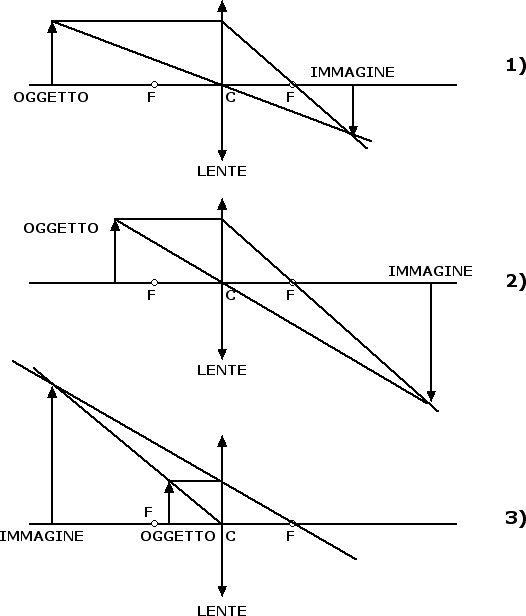 IMMAGINE
1)
OGGETTO F C F
LENTE
OGGETTO
IMMAGINE
2)
F C F
LENTE
F
3)
IMMAGINE OGGETTO C F
LENTE